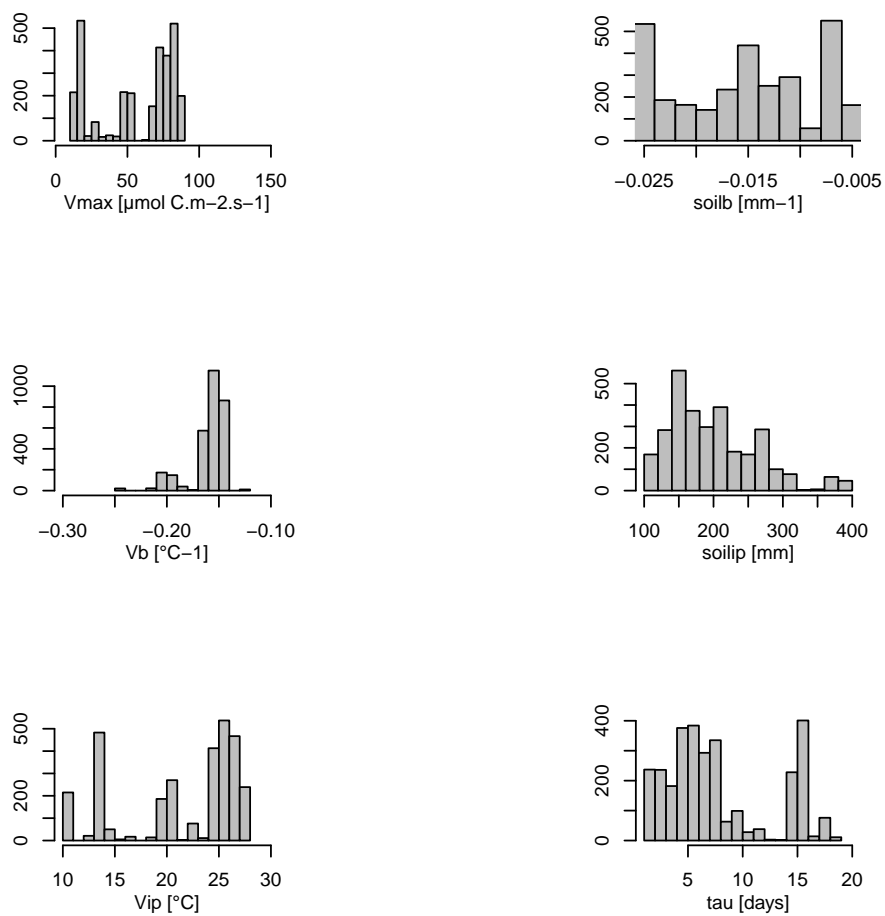 0 200 500
0 50 100 150
Vmax [µmol C.m−2.s−1]
0 200 500
−0.025 −0.015 −0.005
soilb [mm−1]
0 400 1000
−0.30 −0.20 −0.10
Vb [°C−1]
0 200 500
100 200 300 400
soilip [mm]
0 200 500
10 15 20 25 30
Vip [°C]
0 200 400
5 10 15 20
tau [days]